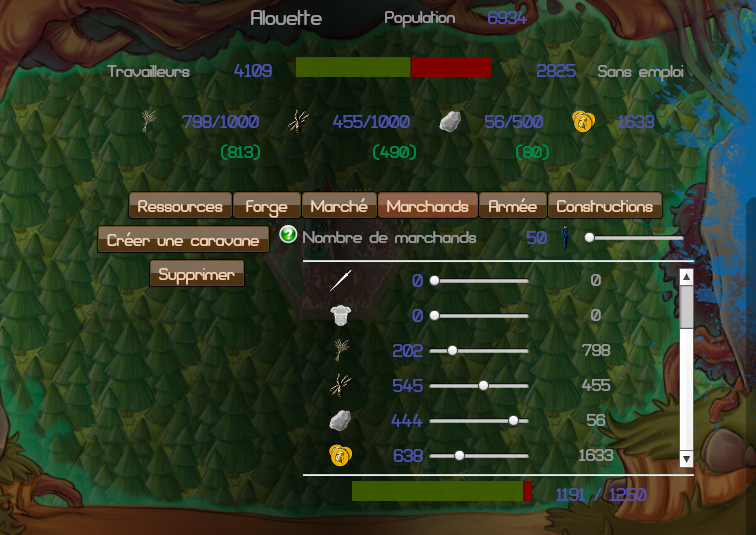 Alouette Population 6934
Travailleurs 4109 2825 Sans emploi
798/1000 455/1000 56/500 1633
(813) (490) (80)
Ressources Forge Marché Marchands Armée Constructions
Créer une caravane ? Nombre de marchands 50
Supprimer
0 0
0 0
202 798
545 455
444 56
638 1633
1191 / 1250